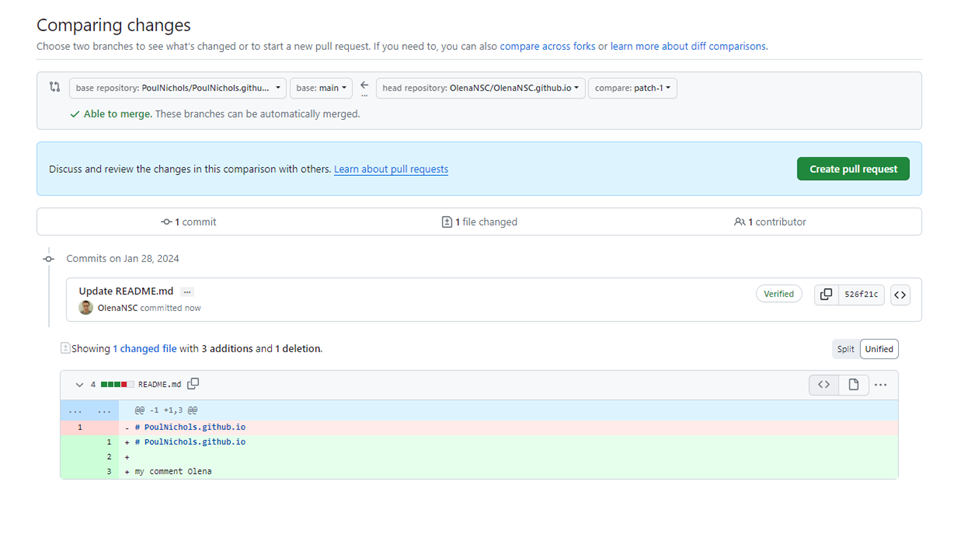 Comparing changes
Choose two branches to see what's changed or to start a new pull request. If you need to, you can also compare across forks or learn more about diff comparisons.
base repository: PoulNichols/PoulNichols.githu... base: main ... head repository: OlenaNSC/OlenaNSC.github.io compare: patch-1
Able to merge. These branches can be automatically merged.
Discuss and review the changes in this comparison with others. Learn about pull requests Create pull request
1 commit 1 file changed 1 contributor
Commits on Jan 28, 2024
Update README.md ...
OlenaNSC committed now Verified 526f21c
Showing 1 changed file with 3 additions and 1 deletion. Split Unified
4 README.md ...
... ... @@ -1 +1,3 @@
1 - # PoulNichols.github.io
1 + # PoulNichols.github.io
2 +
3 + my comment Olena